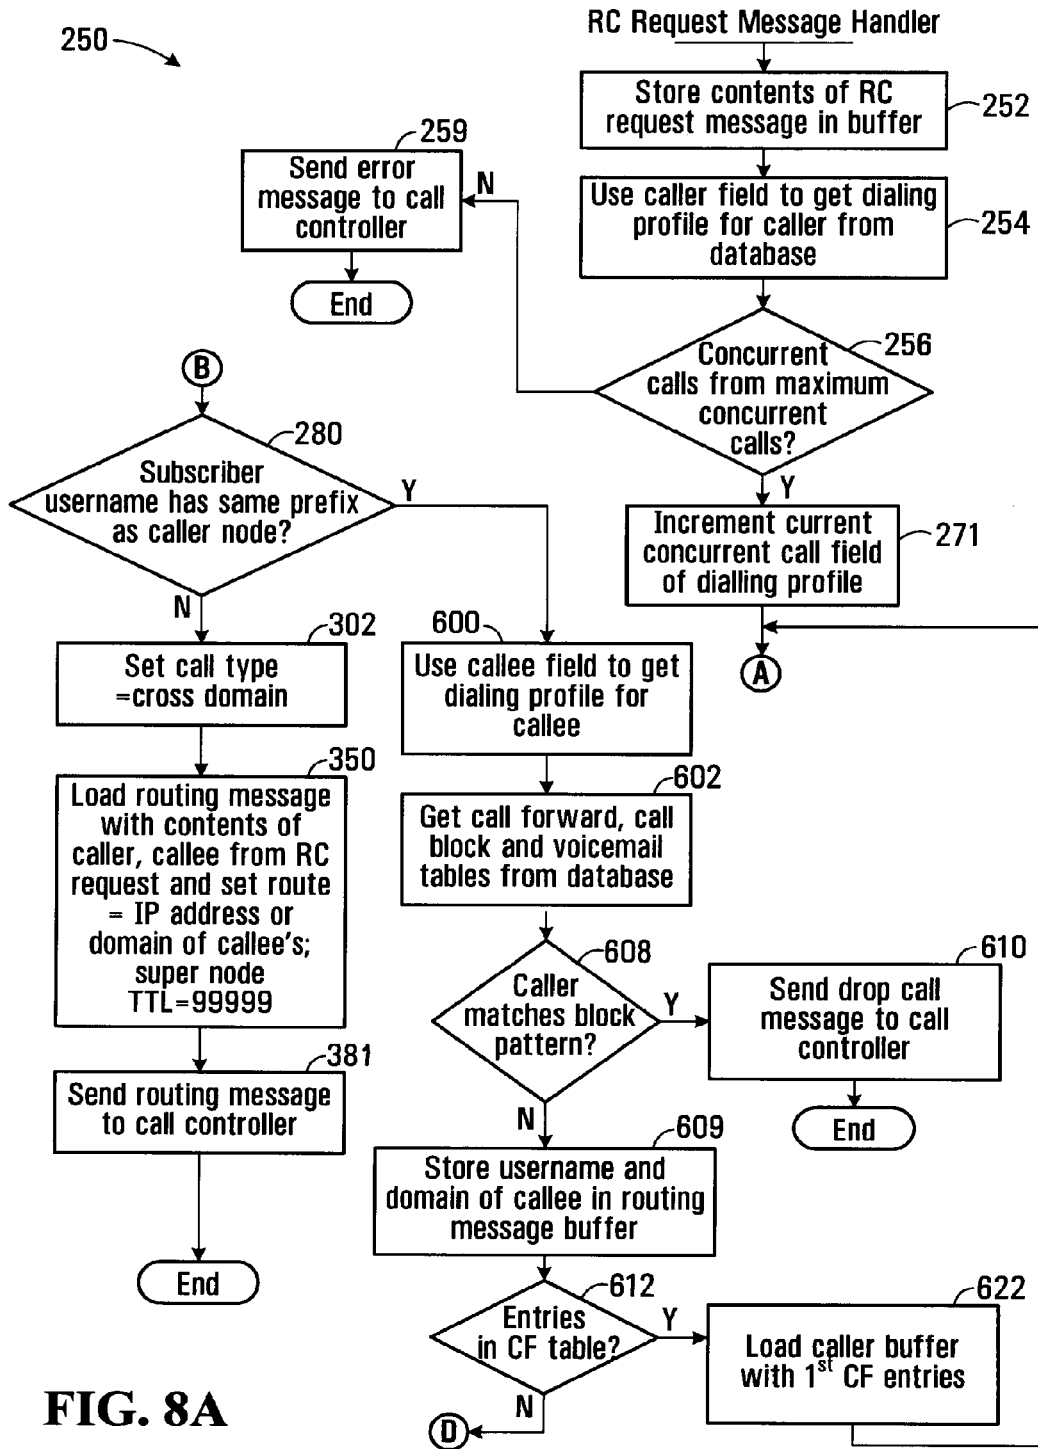 250
RC Request Message Handler
Store contents of RC
request message in buffer
252
Use caller field to get dialing
profile for caller from
database
254
259
Send error
message to call
controller
N
End
256
Concurrent
calls from maximum
concurrent
calls?
Y
Increment current
concurrent call field
of dialling profile
271
A
B
280
Subscriber
username has same prefix
as caller node?
Y
N
302
Set call type
=cross domain
350
Load routing message
with contents of
caller, callee from RC
request and set route
= IP address or
domain of callee's;
super node
TTL=99999
381
Send routing message
to call controller
End
600
Use callee field to get
dialing profile for
callee
602
Get call forward, call
block and voicemail
tables from database
608
Caller
matches block
pattern?
Y
610
Send drop call
message to call
controller
End
N
609
Store username and
domain of callee in routing
message buffer
612
Entries
in CF table?
Y
622
Load caller buffer
with 1st CF entries
N
D
FIG. 8A